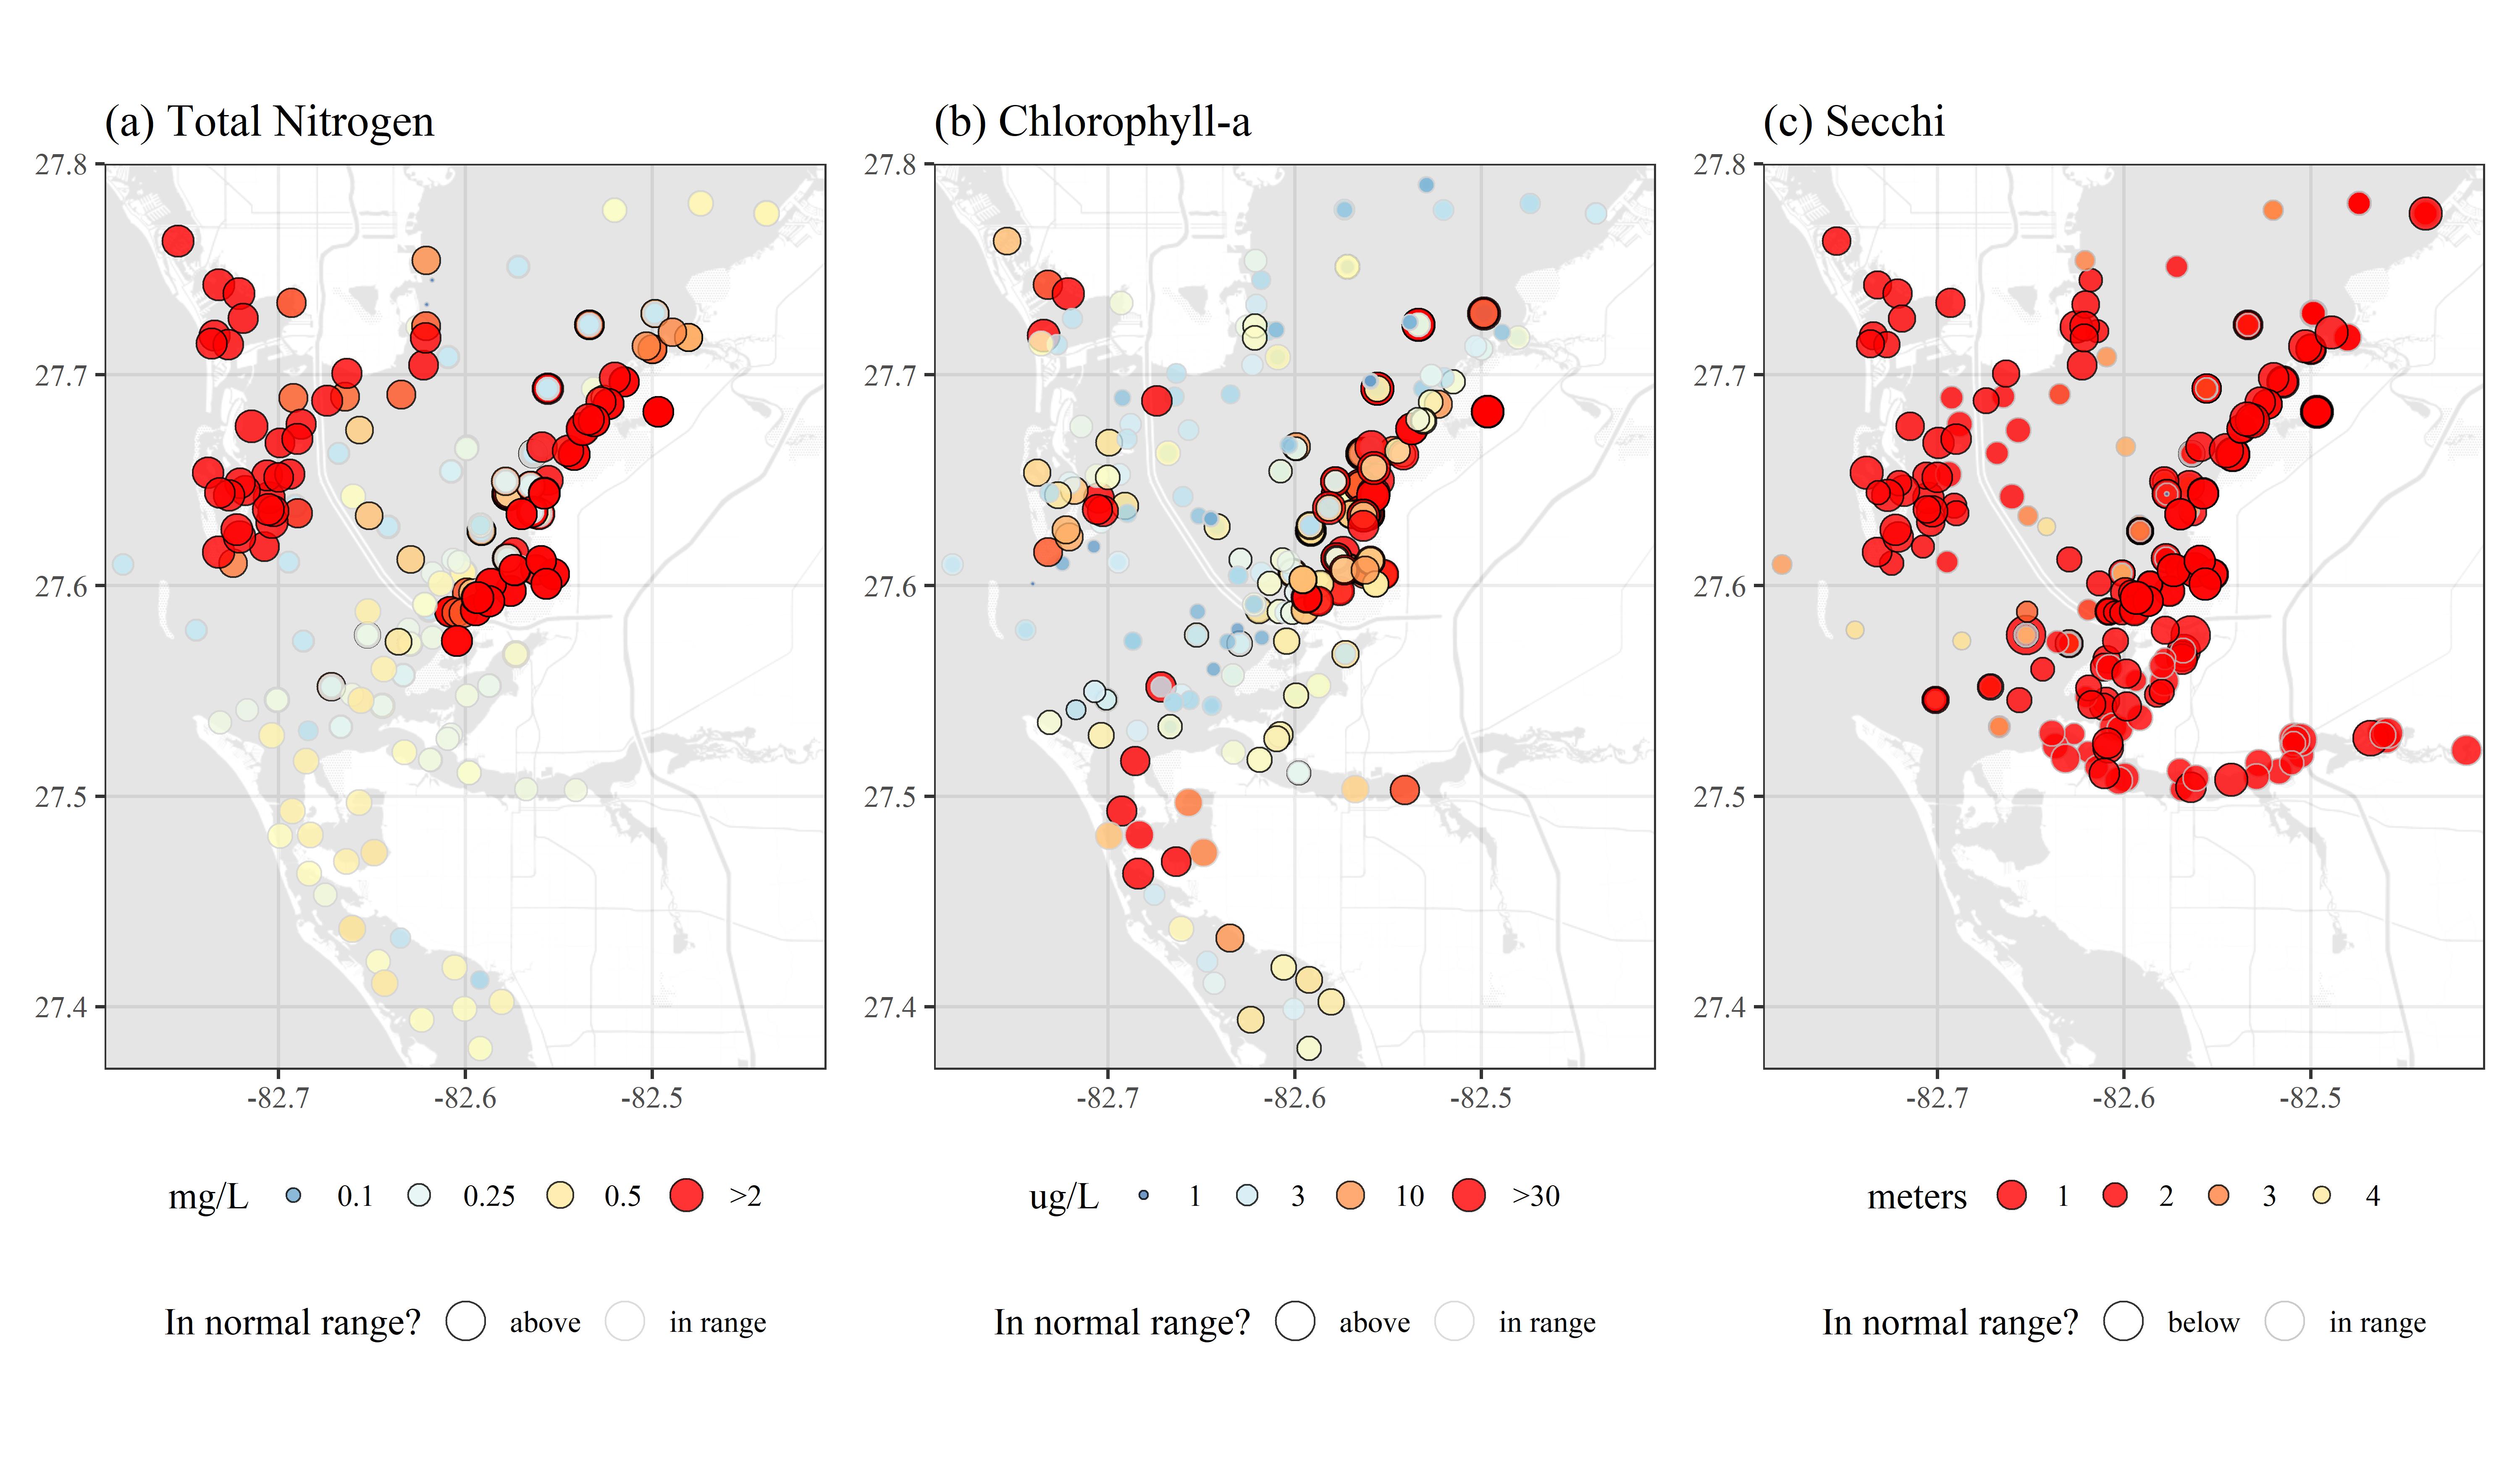 (a) Total Nitrogen (b) Chlorophyll-a (c) Secchi
27.8 27.8 27.8
27.7 27.7 27.7
27.6 27.6 27.6
27.5 27.5 27.5
27.4 27.4 27.4
-82.7 -82.6 -82.5 -82.7 -82.6 -82.5 -82.7 -82.6 -82.5
mg/L 0.1 0.25 0.5 >2 ug/L 1 3 10 >30 meters 1 2 3 4
In normal range? above in range In normal range? above in range In normal range? below in range